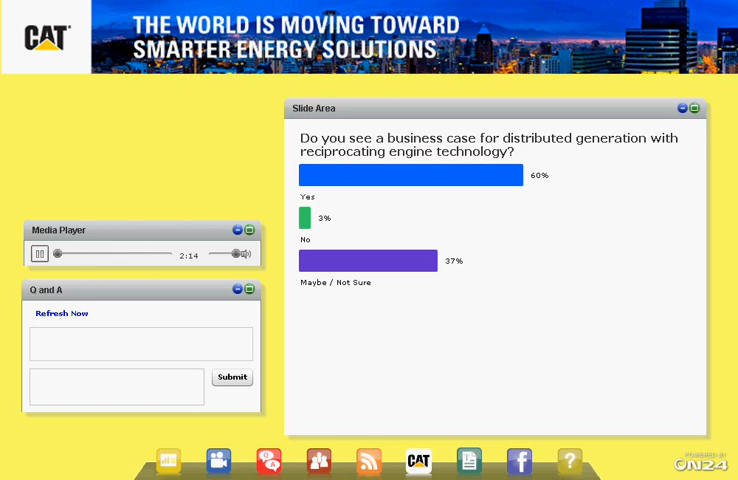 CAT
THE WORLD IS MOVING TOWARD
SMARTER ENERGY SOLUTIONS
Slide Area
Do you see a business case for distributed generation with
reciprocating engine technology?
60%
Yes
3%
No
37%
Maybe / Not Sure
Media Player
2:14
Q and A
Refresh Now
Submit
Q
A
CAT
f
?
POWERED BY
ON24